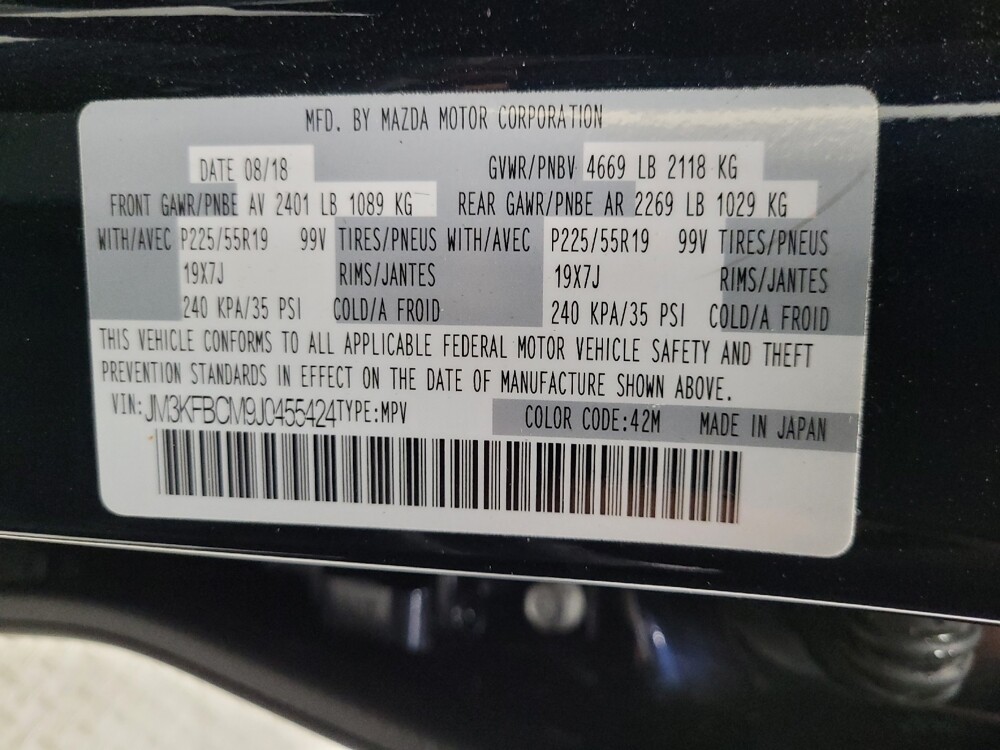 MFD. BY MAZDA MOTOR CORPORATION
DATE 08/18 GVWR/PNBV 4669 LB 2118 KG
FRONT GAWR/PNBE AV 2401 LB 1089 KG REAR GAWR/PNBE AR 2269 LB 1029 KG
WITH/AVEC P225/55R19 99V TIRES/PNEUS WITH/AVEC P225/55R19 99V TIRES/PNEUS
19X7J RIMS/JANTES 19X7J RIMS/JANTES
240 KPA/35 PSI COLD/A FROID 240 KPA/35 PSI COLD/A FROID
THIS VEHICLE CONFORMS TO ALL APPLICABLE FEDERAL MOTOR VEHICLE SAFETY AND THEFT
PREVENTION STANDARDS IN EFFECT ON THE DATE OF MANUFACTURE SHOWN ABOVE.
VIN:JM3KFBCM9J0455424TYPE:MPV COLOR CODE:42M MADE IN JAPAN